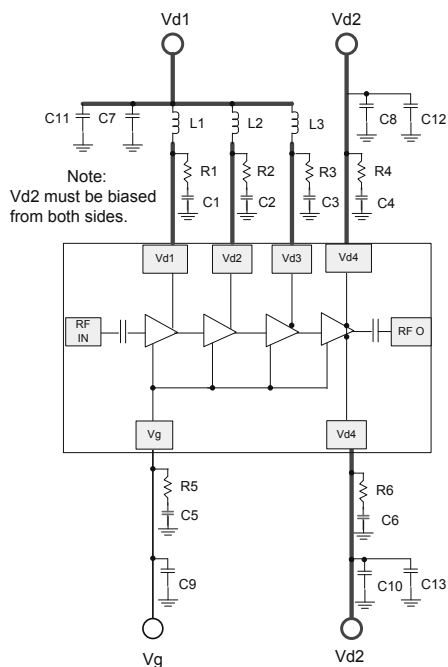 Vd1
Vd2
C11
C7
L1
L2
L3
C8
C12
Note:
Vd2 must be biased
from both sides.
R1
R2
R3
R4
C1
C2
C3
C4
Vd1
Vd2
Vd3
Vd4
RF
IN
RF O
Vg
Vd4
R5
C5
R6
C6
C9
C10
C13
Vg
Vd2